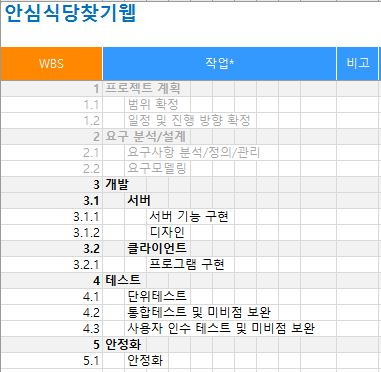 안심식당찾기웹
WBS 작업* 비고
1 프로젝트 계획
1.1 범위 확정
1.2 일정 및 진행 방향 확정
2 요구 분석/설계
2.1 요구사항 분석/정의/관리
2.2 요구모델링
3 개발
3.1 서버
3.1.1 서버 기능 구현
3.1.2 디자인
3.2 클라이언트
3.2.1 프로그램 구현
4 테스트
4.1 단위테스트
4.2 통합테스트 및 미비점 보완
4.3 사용자 인수 테스트 및 미비점 보완
5 안정화
5.1 안정화